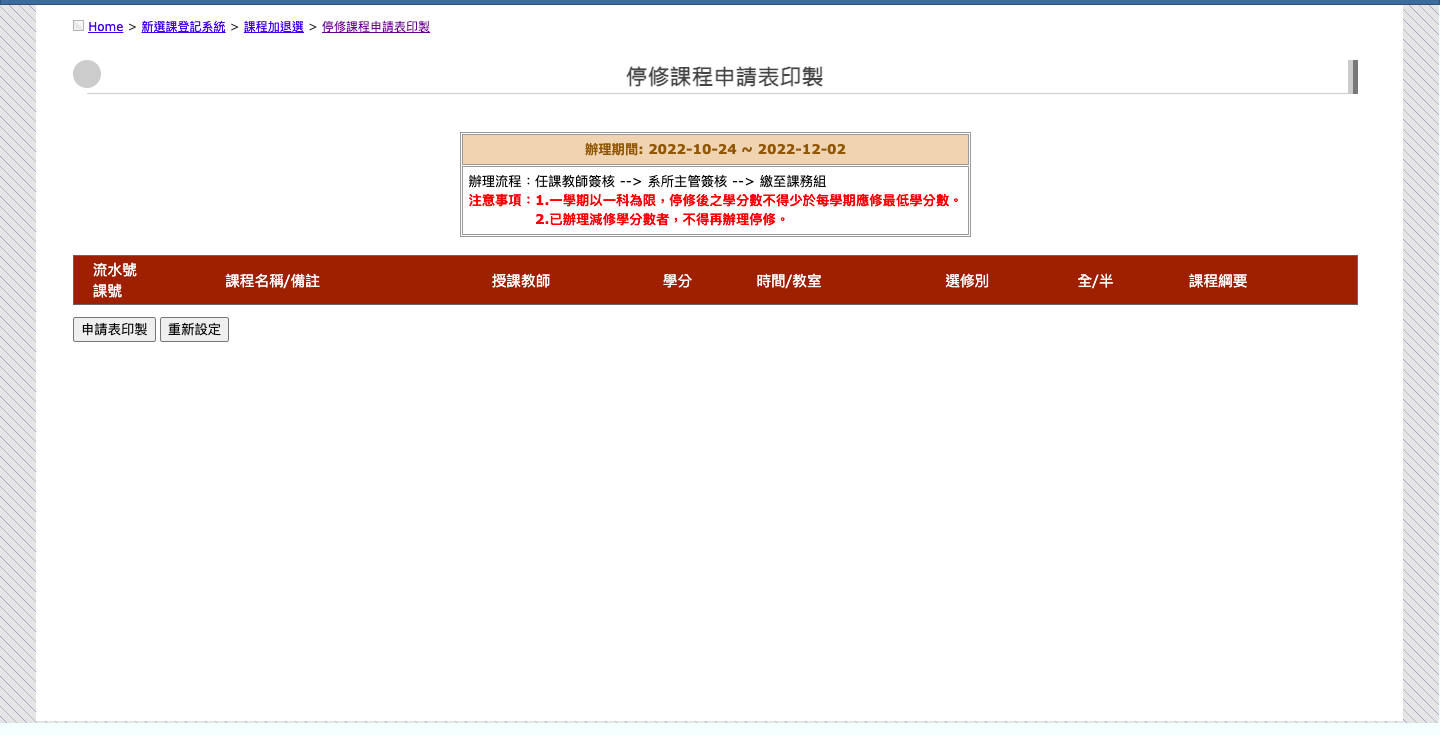 Home > 新選課登記系統 > 課程加退選 > 停修課程申請表印製
停修課程申請表印製
辦理期間: 2022-10-24 ~ 2022-12-02
辦理流程：任課教師簽核 --> 系所主管簽核 --> 繳至課務組
注意事項：1.一學期以一科為限，停修後之學分數不得少於每學期應修最低學分數。
2.已辦理減修學分數者，不得再辦理停修。
流水號
課號 課程名稱/備註 授課教師 學分 時間/教室 選修別 全/半 課程綱要
申請表印製 重新設定